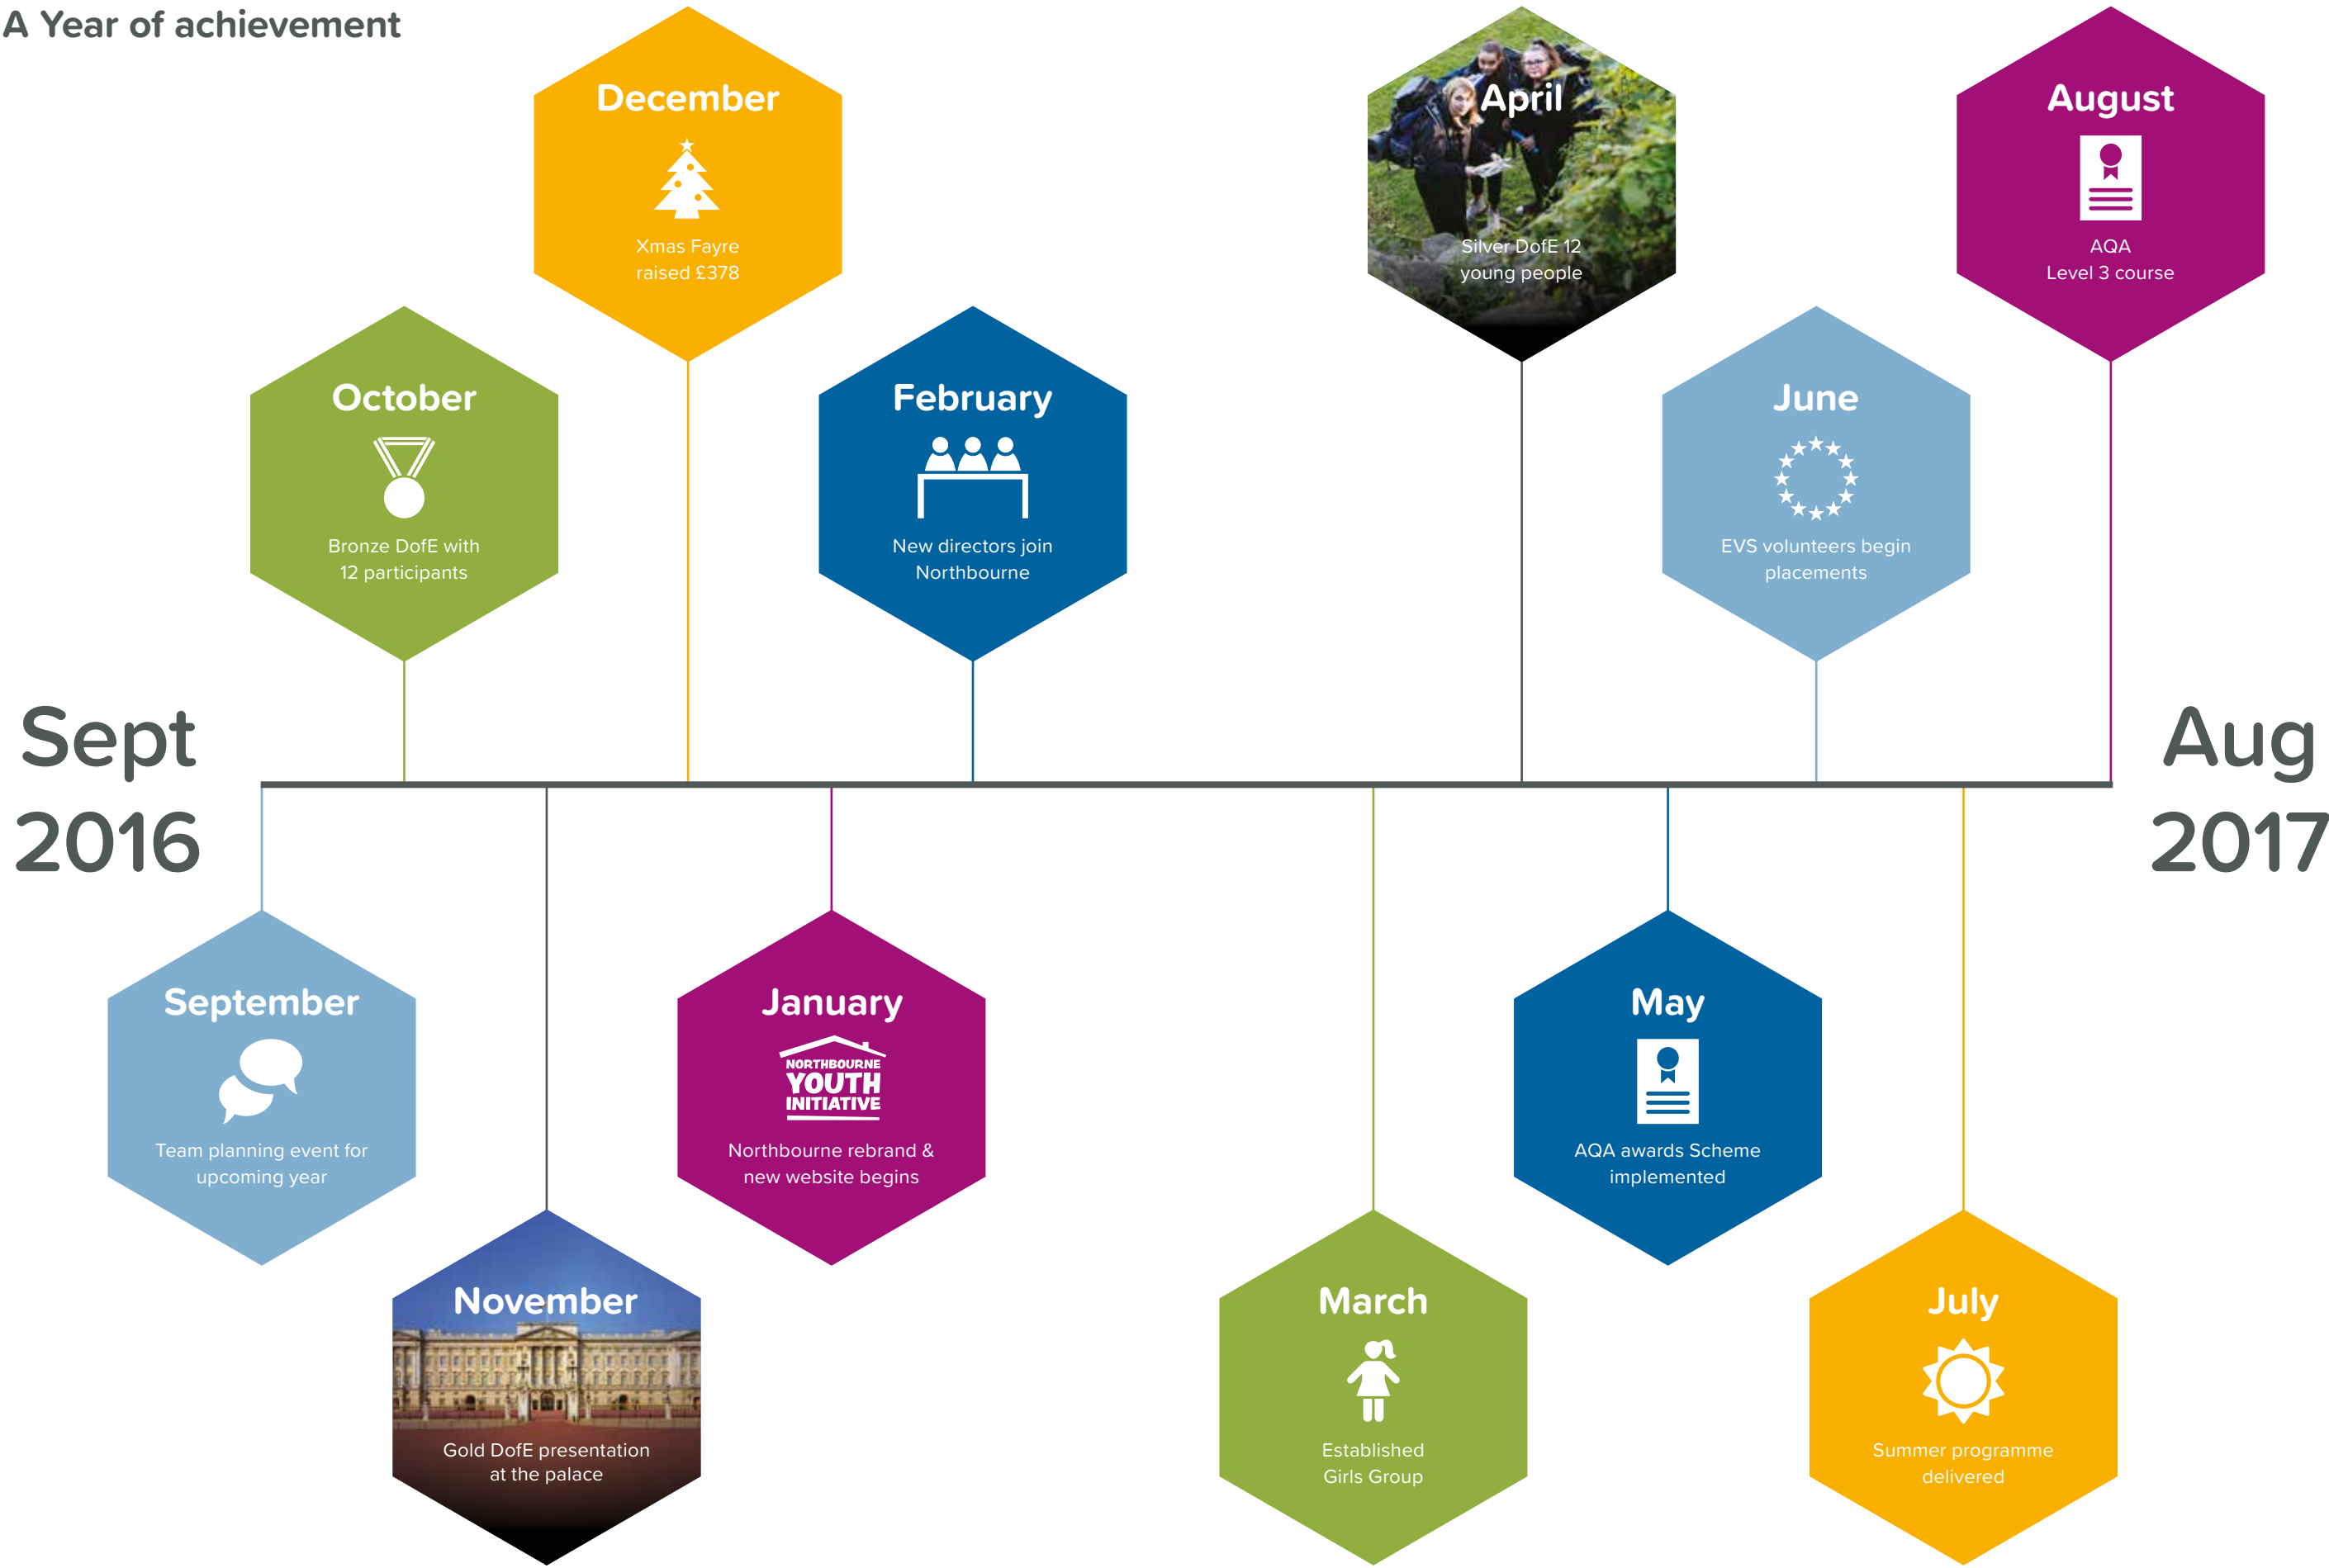 A Year of achievement
December
Xmas Fayre
raised £378
April
Silver DofE 12
young people
August
AQA
Level 3 course
October
Bronze DofE with
12 participants
February
New directors join
Northbourne
June
EVS volunteers begin
placements
Sept
2016
Aug
2017
September
Team planning event for
upcoming year
January
NORTHBOURNE
YOUTH
INITIATIVE
Northbourne rebrand &
new website begins
May
AQA awards Scheme
implemented
November
Gold DofE presentation
at the palace
March
Established
Girls Group
July
Summer programme
delivered